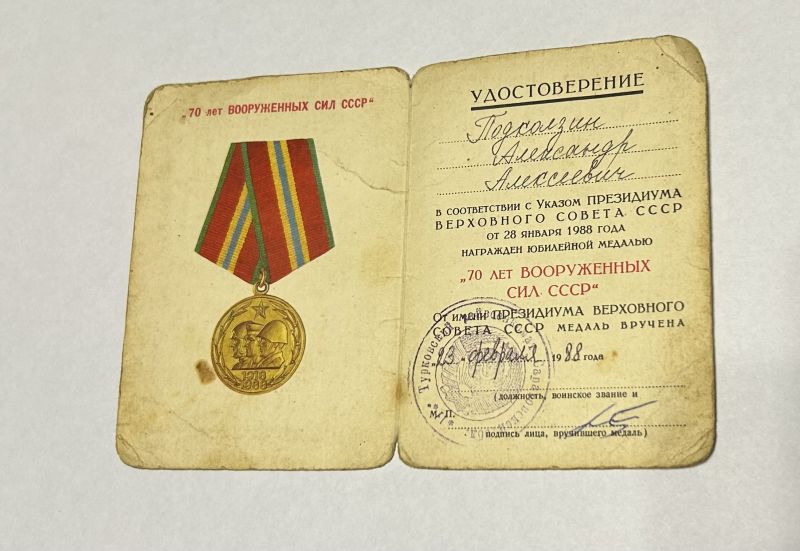 „70 лет ВООРУЖЕННЫХ СИЛ СССР“
1918
1988
УДОСТОВЕРЕНИЕ
Подколзин
Александр
Алексеевич
в соответствии с Указом ПРЕЗИДИУМА
ВЕРХОВНОГО СОВЕТА СССР
от 28 января 1988 года
награжден юбилейной медалью
„70 лет ВООРУЖЕННЫХ
СИЛ СССР“
От имени ПРЕЗИДИУМА ВЕРХОВНОГО
СОВЕТА СССР медаль вручена
„23“ февраля 1988 года
(должность, воинское звание и
М. П.
подпись лица, вручившего медаль)
Турковский